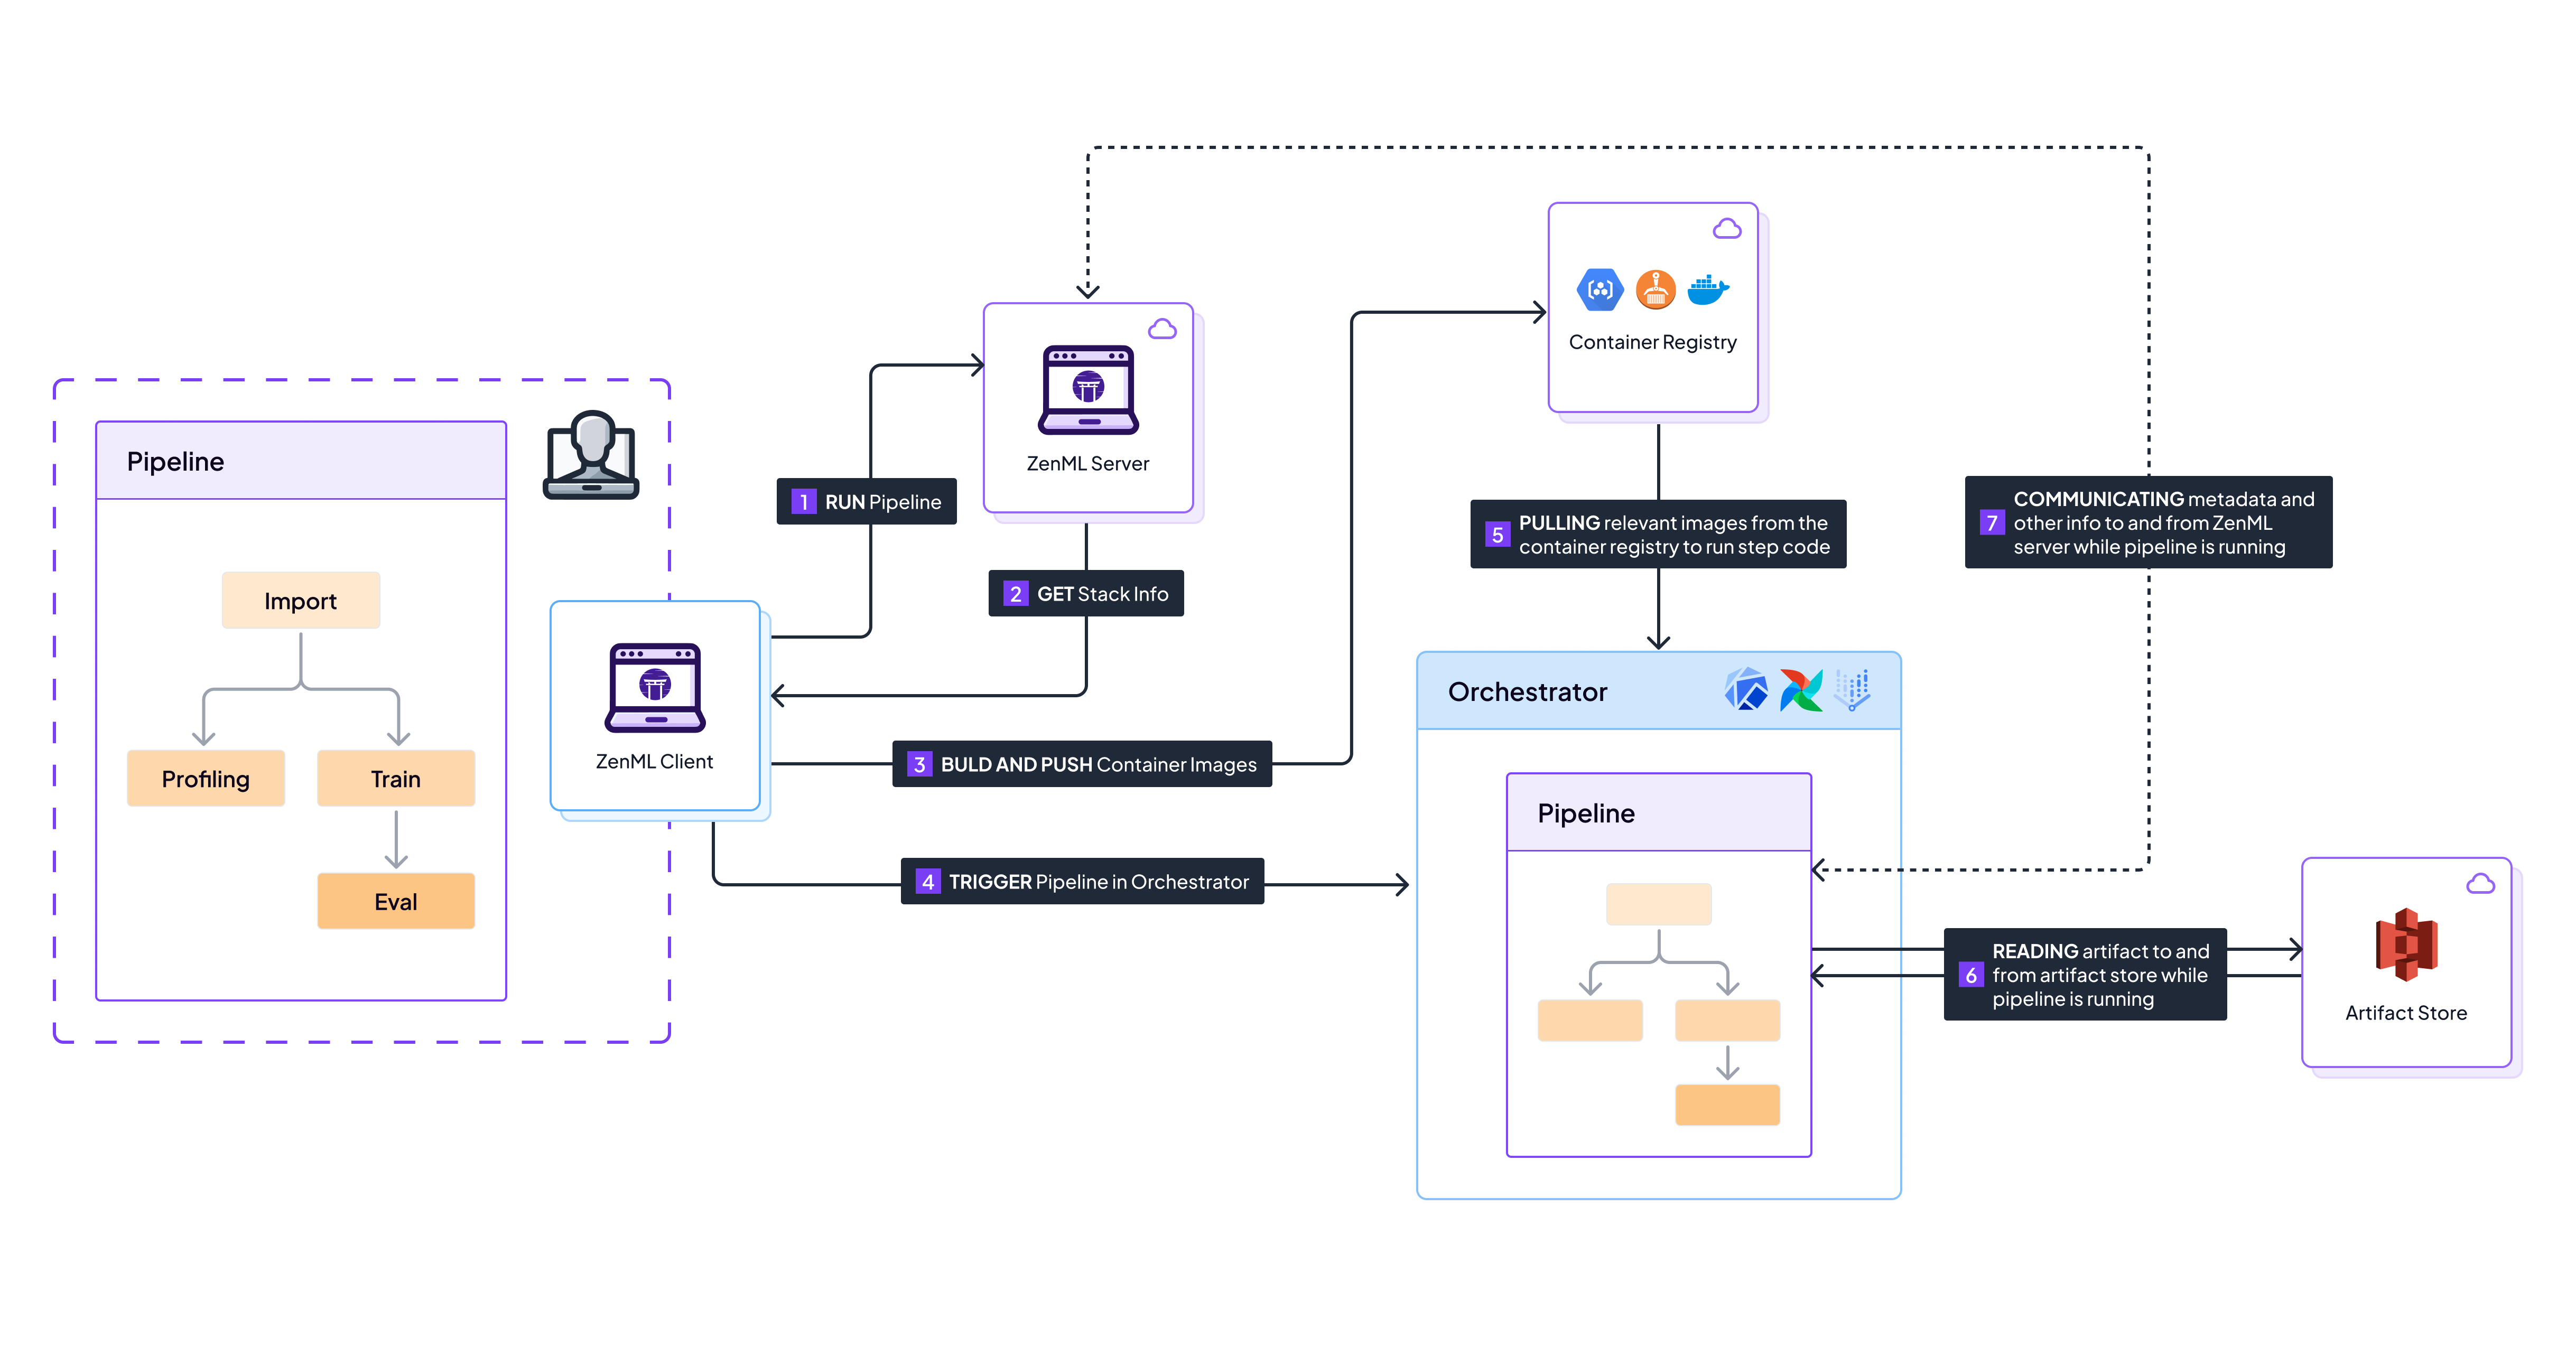 Pipeline
Import
Profiling
Train
Eval
ZenML Client
1 RUN Pipeline
ZenML Server
2 GET Stack Info
3 BULD AND PUSH Container Images
4 TRIGGER Pipeline in Orchestrator
Container Registry
5 PULLING relevant images from the
container registry to run step code
Orchestrator
Pipeline
7 COMMUNICATING metadata and
other info to and from ZenML
server while pipeline is running
6 READING artifact to and
from artifact store while
pipeline is running
Artifact Store